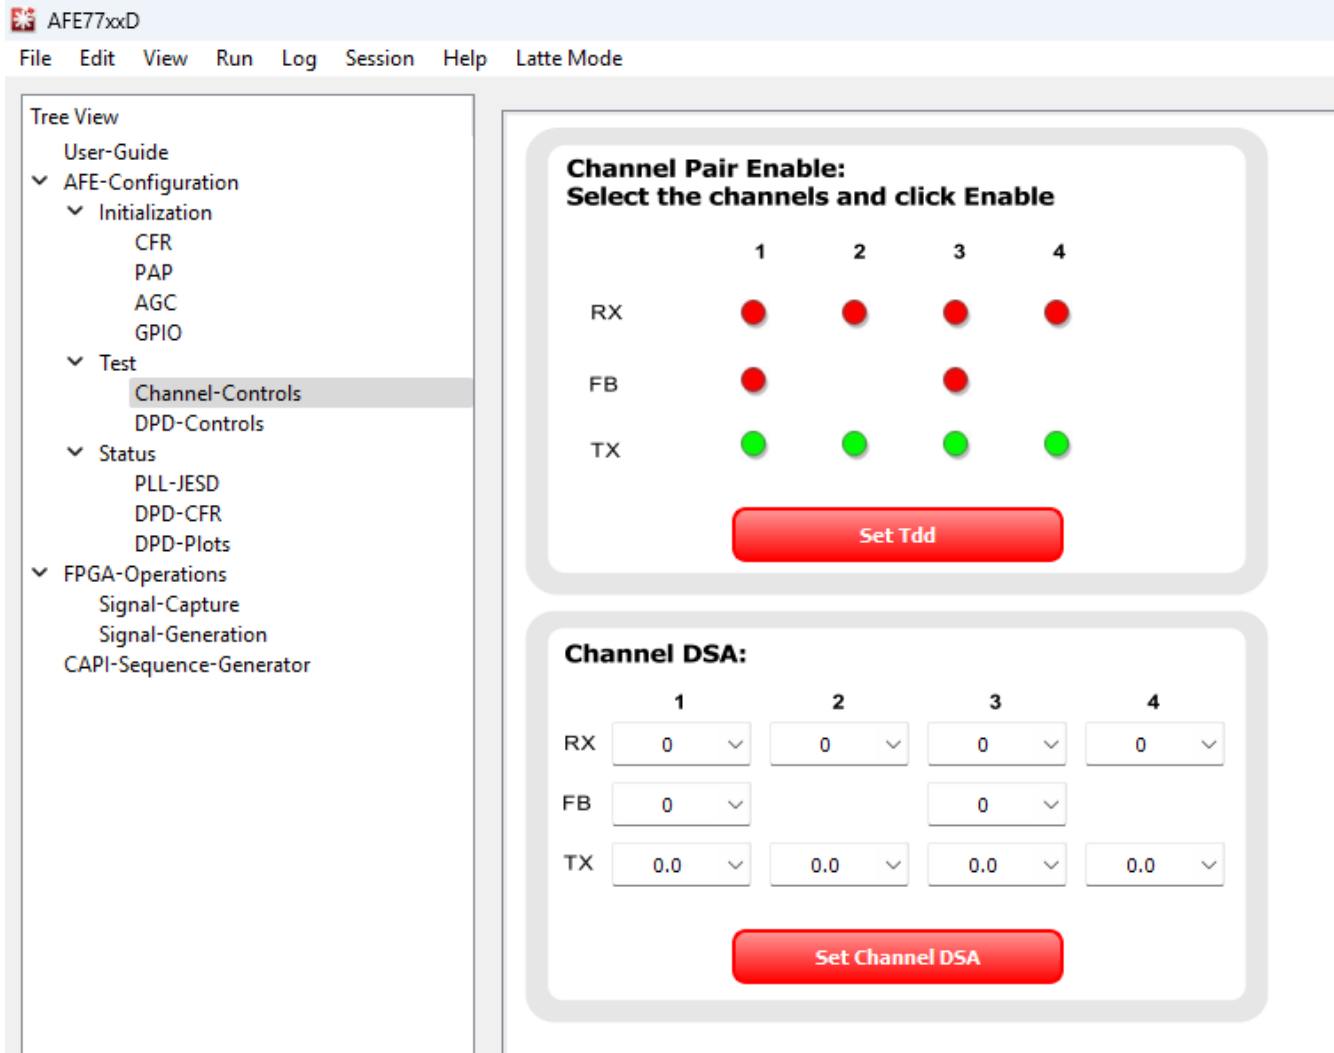 AFE77xxD
File Edit View Run Log Session Help Latte Mode
Tree View
User-Guide
AFE-Configuration
Initialization
CFR
PAP
AGC
GPIO
Test
Channel-Controls
DPD-Controls
Status
PLL-JESD
DPD-CFR
DPD-Plots
FPGA-Operations
Signal-Capture
Signal-Generation
CAPI-Sequence-Generator
Channel Pair Enable:
Select the channels and click Enable
1 2 3 4
RX
FB
TX
Set Tdd
Channel DSA:
1 2 3 4
RX 0 0 0 0
FB 0 0
TX 0.0 0.0 0.0 0.0
Set Channel DSA